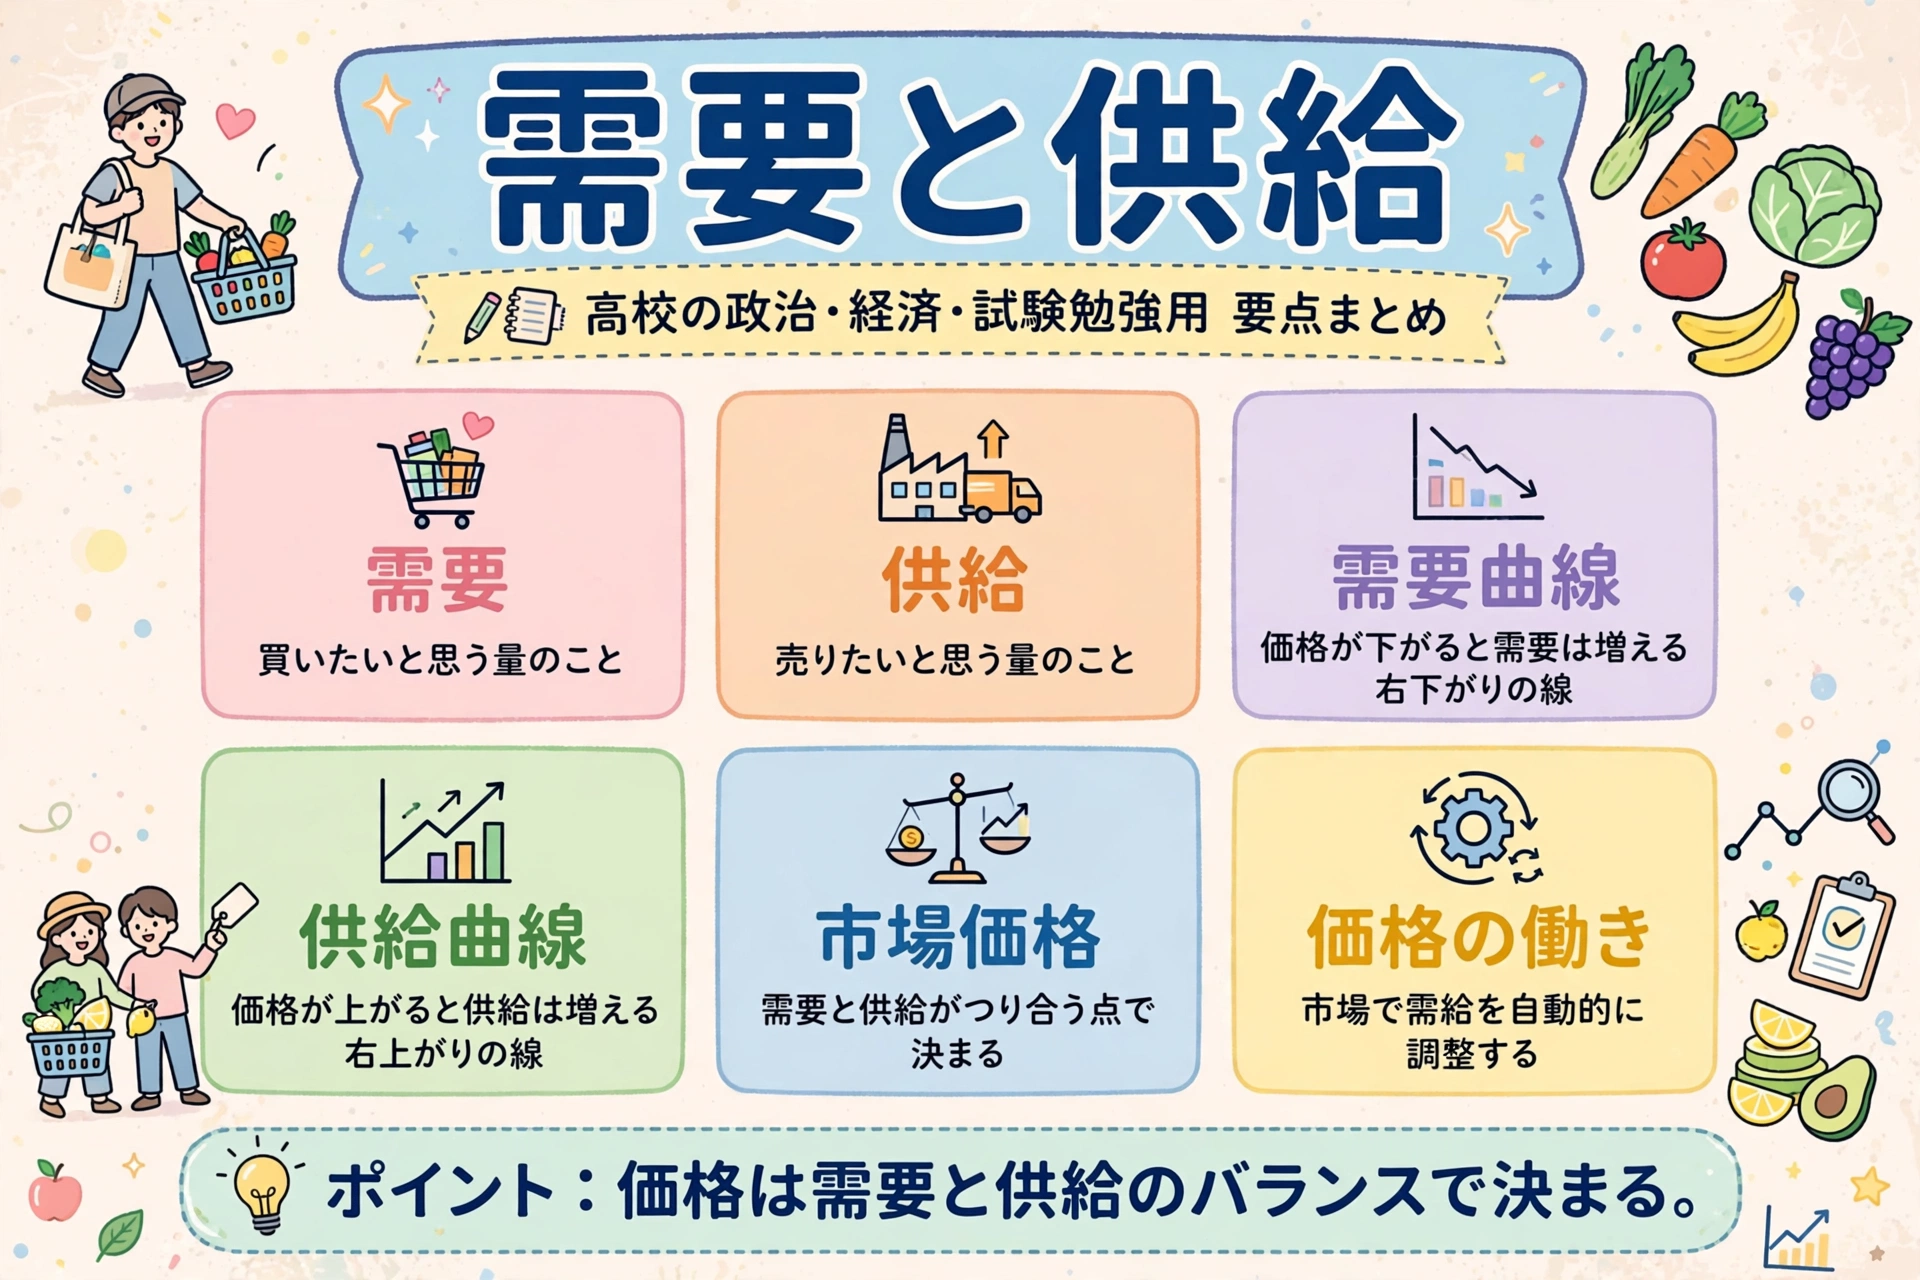 需要と供給
高校の政治・経済・試験勉強用 要点まとめ
需要
買いたいと思う量のこと
供給
売りたいと思う量のこと
需要曲線
価格が下がると需要は増える
右下がりの線
供給曲線
価格が上がると供給は増える
右上がりの線
市場価格
需要と供給がつり合う点で
決まる
価格の働き
市場で需給を自動的に
調整する
ポイント：価格は需要と供給のバランスで決まる。